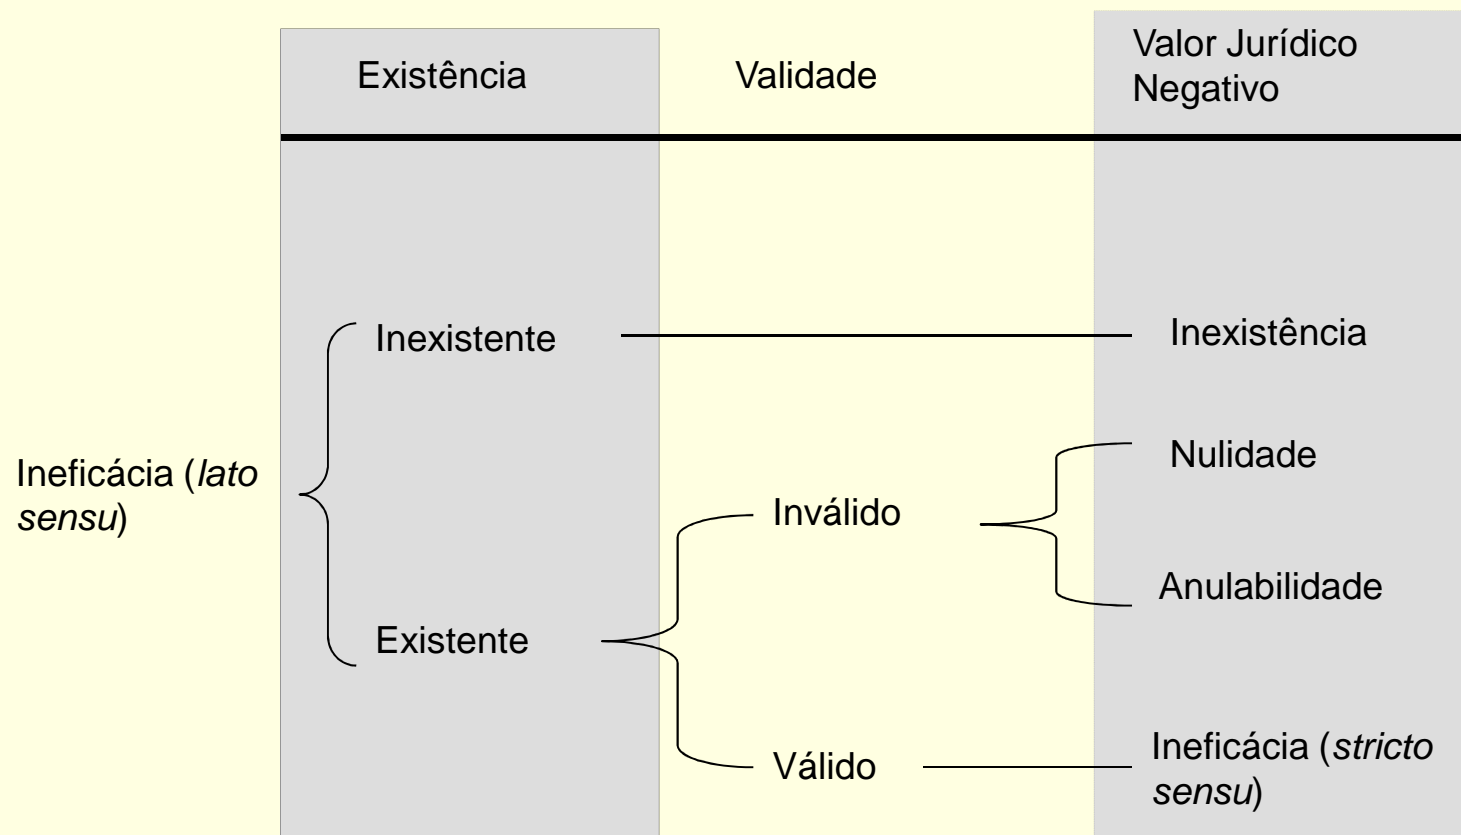 Existência
Validade
Valor Jurídico
Negativo
Inexistente
Inexistência
Ineficácia (lato
sensu)
Nulidade
Inválido
Anulabilidade
Existente
Válido
Ineficácia (stricto
sensu)